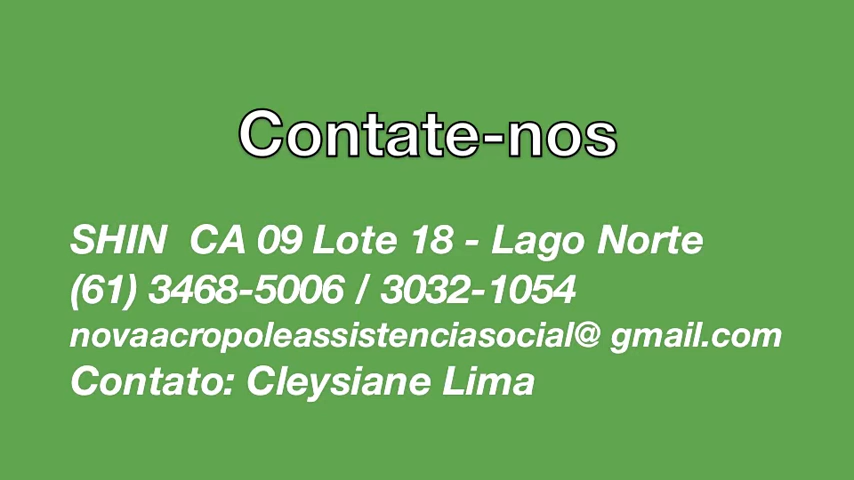 Contate-nos
SHIN  CA 09 Lote 18 - Lago Norte
(61) 3468-5006 / 3032-1054
novaacropoleassistenciasocial@ gmail.com
Contato: Cleysiane Lima